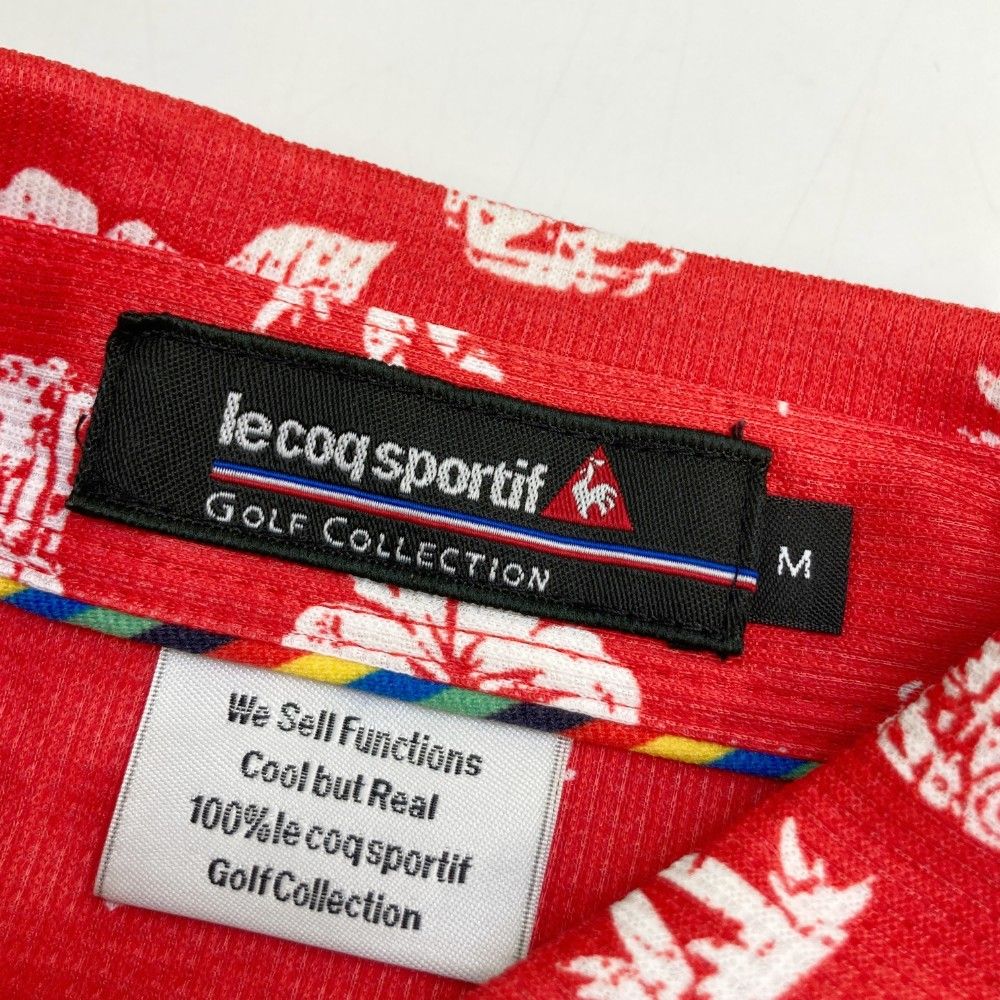 le coq sportif
GOLF COLLECTION
M
We Sell Functions
Cool but Real
100% le coq sportif
Golf Collection